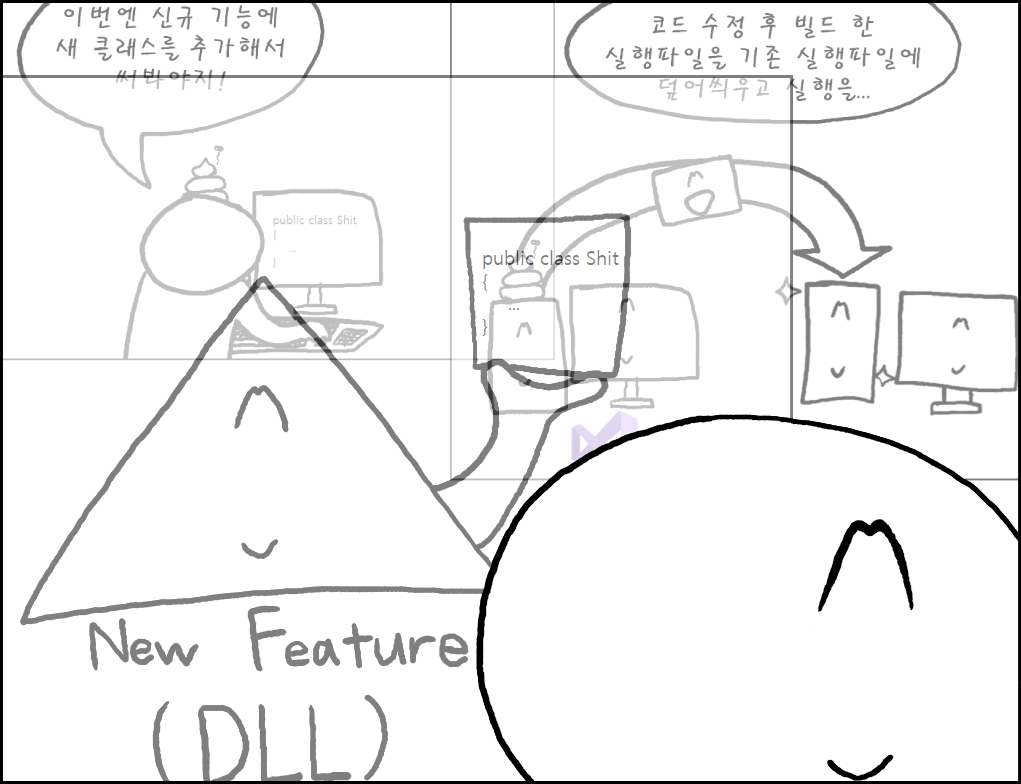 이번엔 신규 기능에
새 클래스를 추가해서
써봐야지!
코드 수정 후 빌드 한
실행파일을 기존 실행파일에
덮어씌우고 실행을...
public class Shit
{
...
}
public class Shit
{
...
}
New Feature
(DLL)